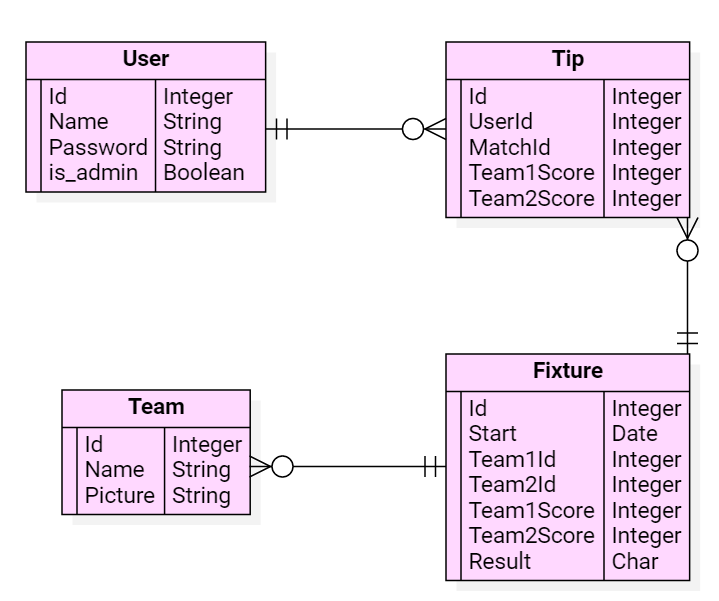 User
Id Integer
Name String
Password String
is_admin Boolean
Tip
Id Integer
UserId Integer
MatchId Integer
Team1Score Integer
Team2Score Integer
Team
Id Integer
Name String
Picture String
Fixture
Id Integer
Start Date
Team1Id Integer
Team2Id Integer
Team1Score Integer
Team2Score Integer
Result Char